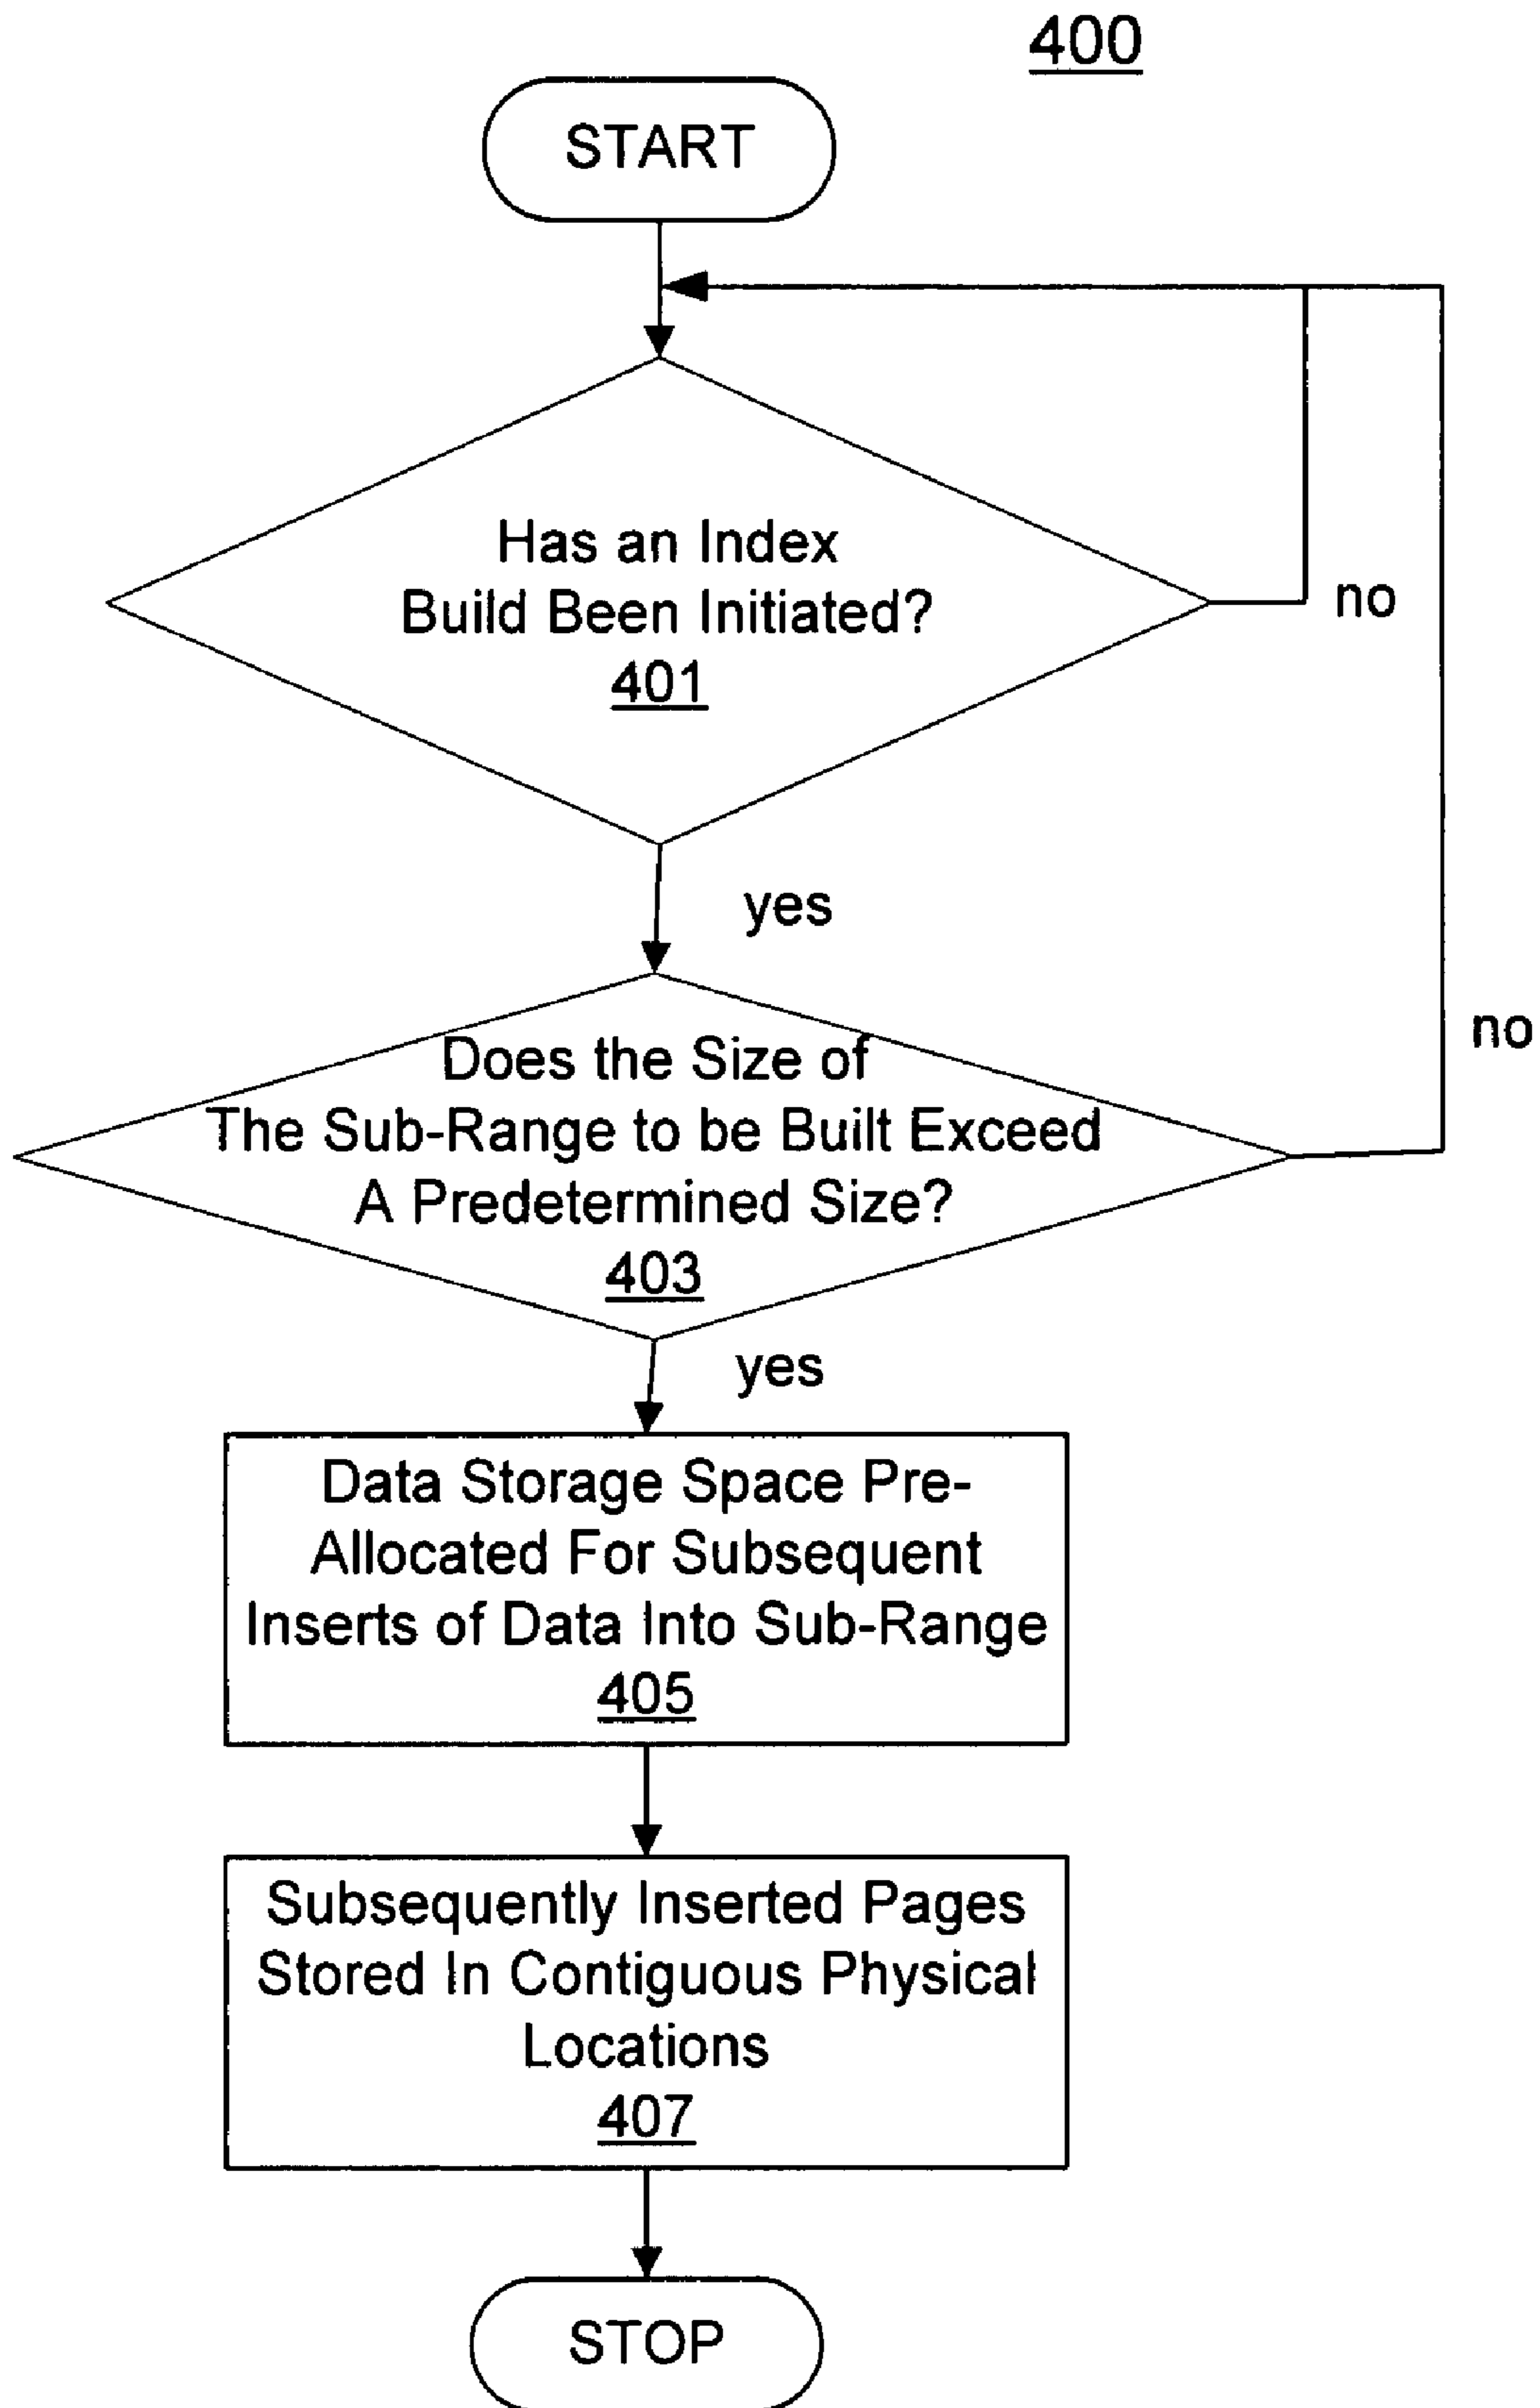 400
START
Has an Index
Build Been Initiated?
401
no
yes
Does the Size of
The Sub-Range to be Built Exceed
A Predetermined Size?
403
no
yes
Data Storage Space Pre-
Allocated For Subsequent
Inserts of Data Into Sub-Range
405
Subsequently Inserted Pages
Stored In Contiguous Physical
Locations
407
STOP